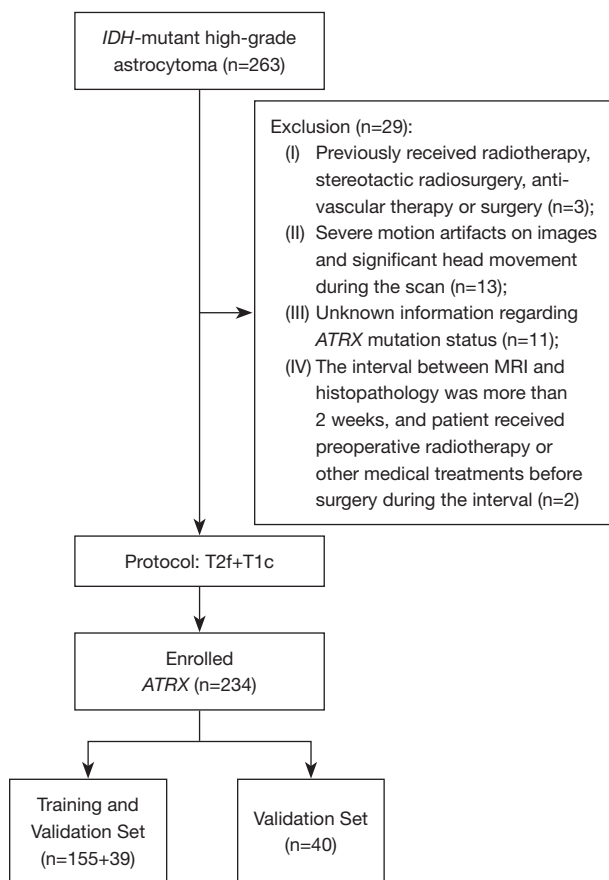 IDH-mutant high-grade
astrocytoma (n=263)
Exclusion (n=29):
(I) Previously received radiotherapy,
stereotactic radiosurgery, anti-
vascular therapy or surgery (n=3);
(II) Severe motion artifacts on images
and significant head movement
during the scan (n=13);
(III) Unknown information regarding
ATRX mutation status (n=11);
(IV) The interval between MRI and
histopathology was more than
2 weeks, and patient received
preoperative radiotherapy or
other medical treatments before
surgery during the interval (n=2)
Protocol: T2f+T1c
Enrolled
ATRX (n=234)
Training and
Validation Set
(n=155+39)
Validation Set
(n=40)